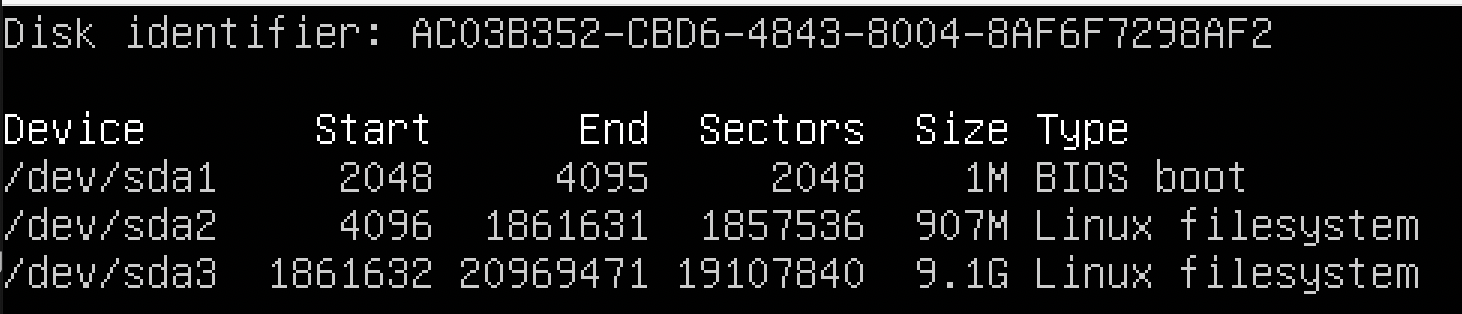 Disk identifier: AC03B352-CBD6-4843-8004-8AF6F7298AF2
Device Start End Sectors Size Type
/dev/sda1 2048 4095 2048 1M BIOS boot
/dev/sda2 4096 1861631 1857536 907M Linux filesystem
/dev/sda3 1861632 20969471 19107840 9.1G Linux filesystem